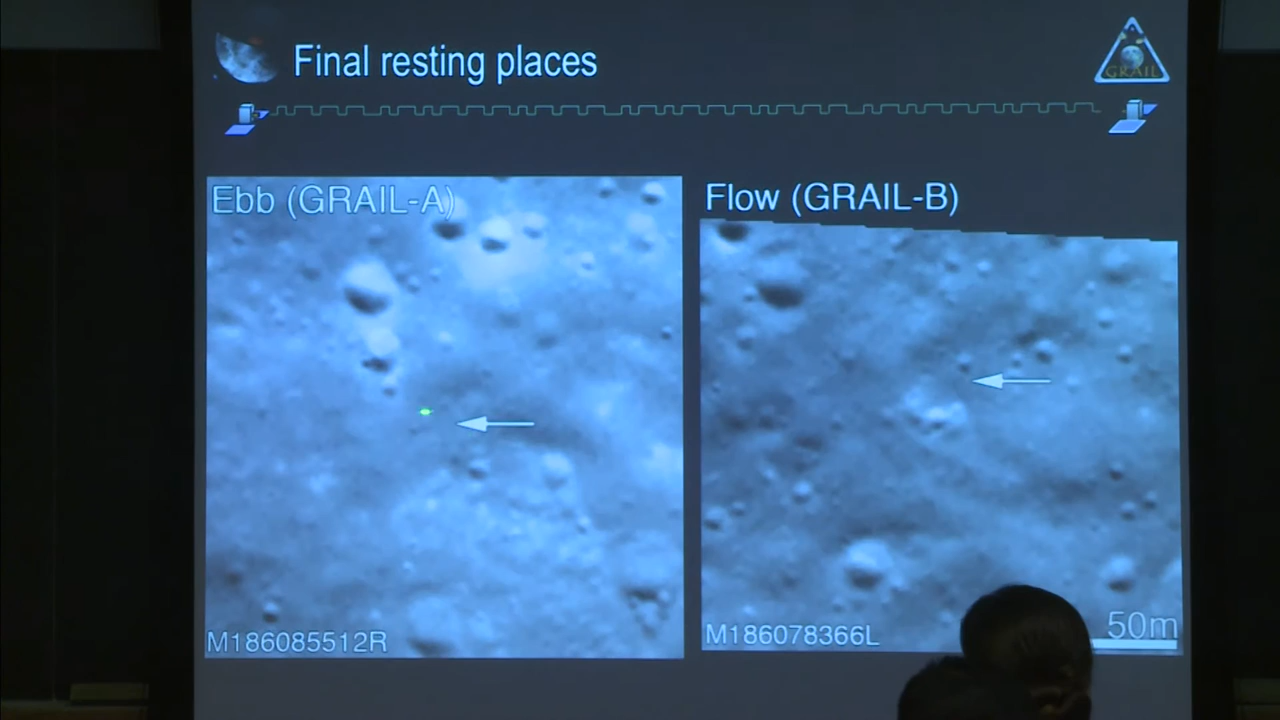 Final resting places
GRAIL
Ebb (GRAIL-A)
Flow (GRAIL-B)
M186085512R
M186078366L
50m